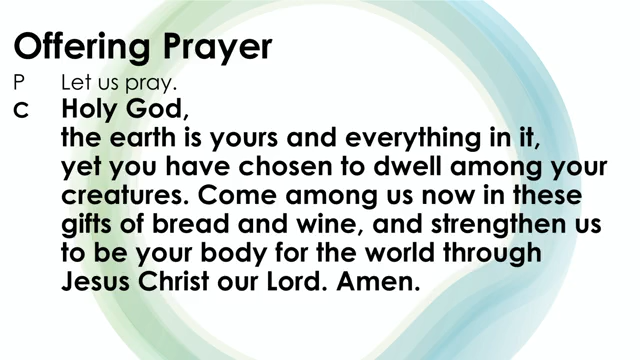 Offering Prayer
P Let us pray.
C Holy God,
the earth is yours and everything in it,
yet you have chosen to dwell among your
creatures. Come among us now in these
gifts of bread and wine, and strengthen us
to be your body for the world through
Jesus Christ our Lord. Amen.